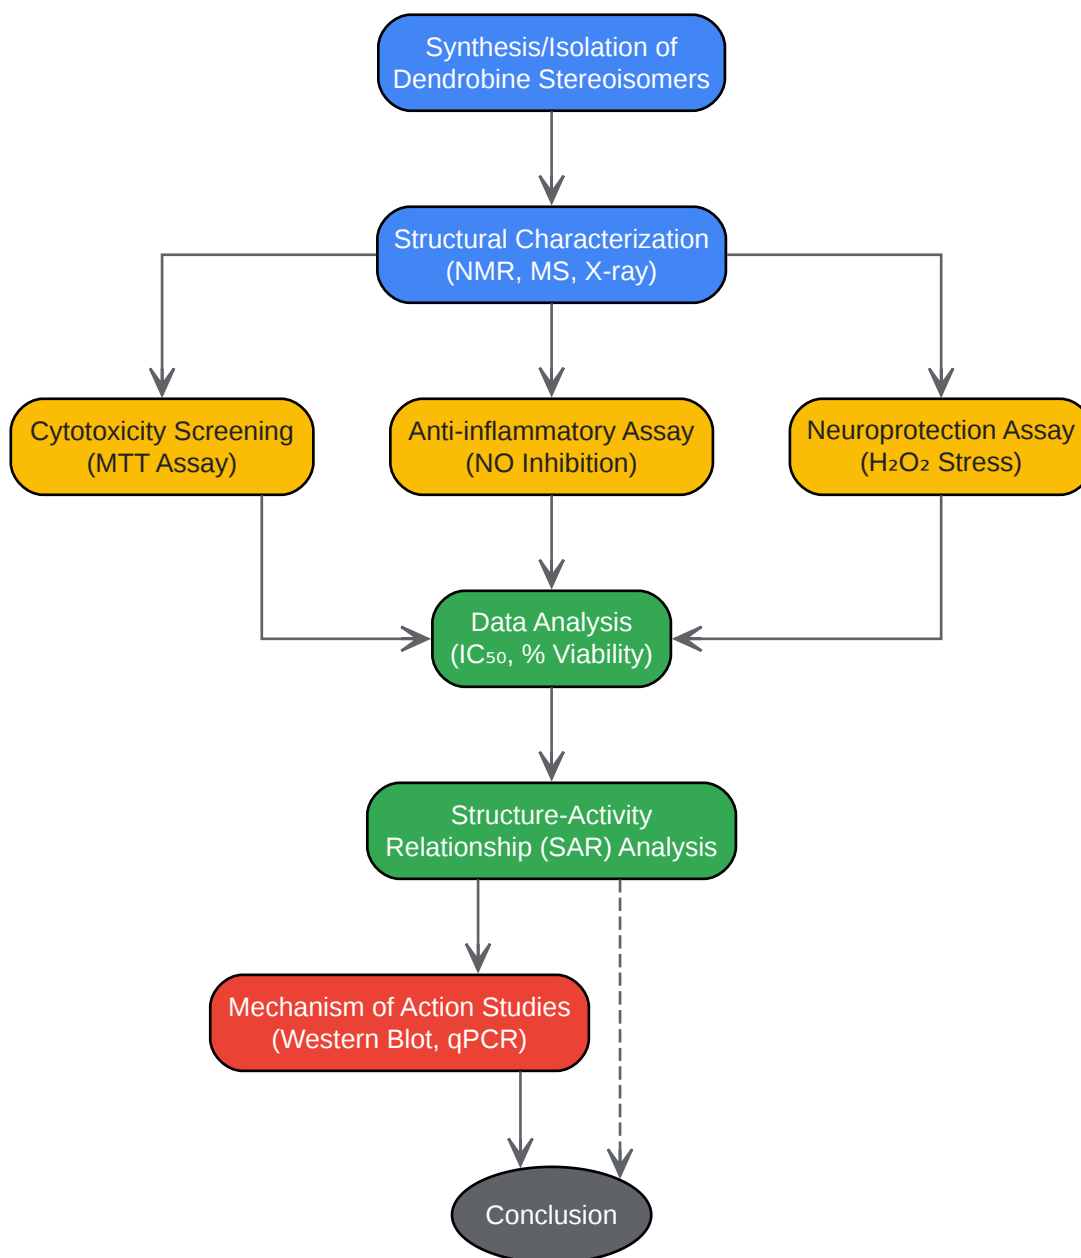 Synthesis/Isolation of
Dendrobine Stereoisomers
Structural Characterization
(NMR, MS, X-ray)
Cytotoxicity Screening
(MTT Assay)
Anti-inflammatory Assay
(NO Inhibition)
Neuroprotection Assay
(H₂O₂ Stress)
Data Analysis
(IC₅₀, % Viability)
Structure-Activity
Relationship (SAR) Analysis
Mechanism of Action Studies
(Western Blot, qPCR)
Conclusion